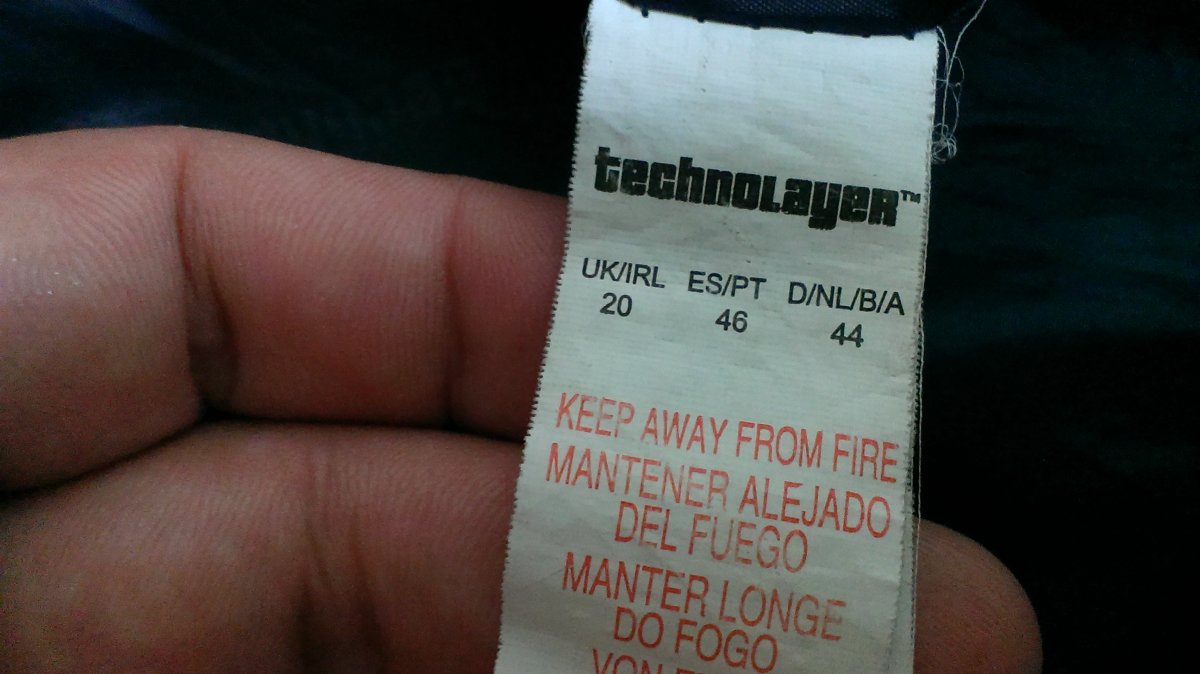 technoLayer™
UK/IRL ES/PT D/NL/B/A
20 46 44
KEEP AWAY FROM FIRE
MANTENER ALEJADO
DEL FUEGO
MANTER LONGE
DO FOGO
VON